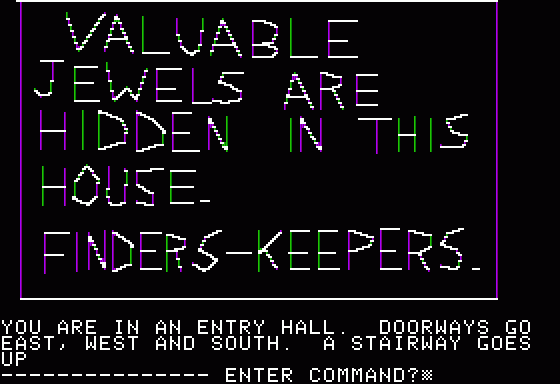 VALUABLE
JEWELS ARE
HIDDEN IN THIS
HOUSE.
FINDERS-KEEPERS.
YOU ARE IN AN ENTRY HALL. DOORWAYS GO
EAST, WEST AND SOUTH. A STAIRWAY GOES
UP
--------------- ENTER COMMAND?※